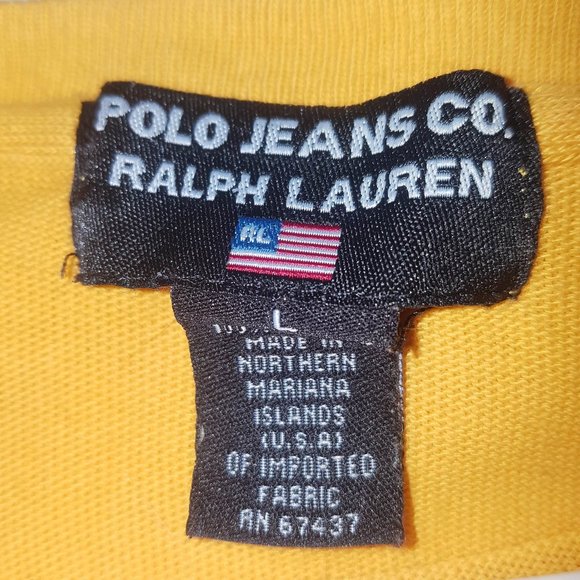 POLO JEANS CO.
RALPH LAUREN
RL
L
MADE IN
NORTHERN
MARIANA
ISLANDS
(U.S.A)
OF IMPORTED
FABRIC
RN 67437